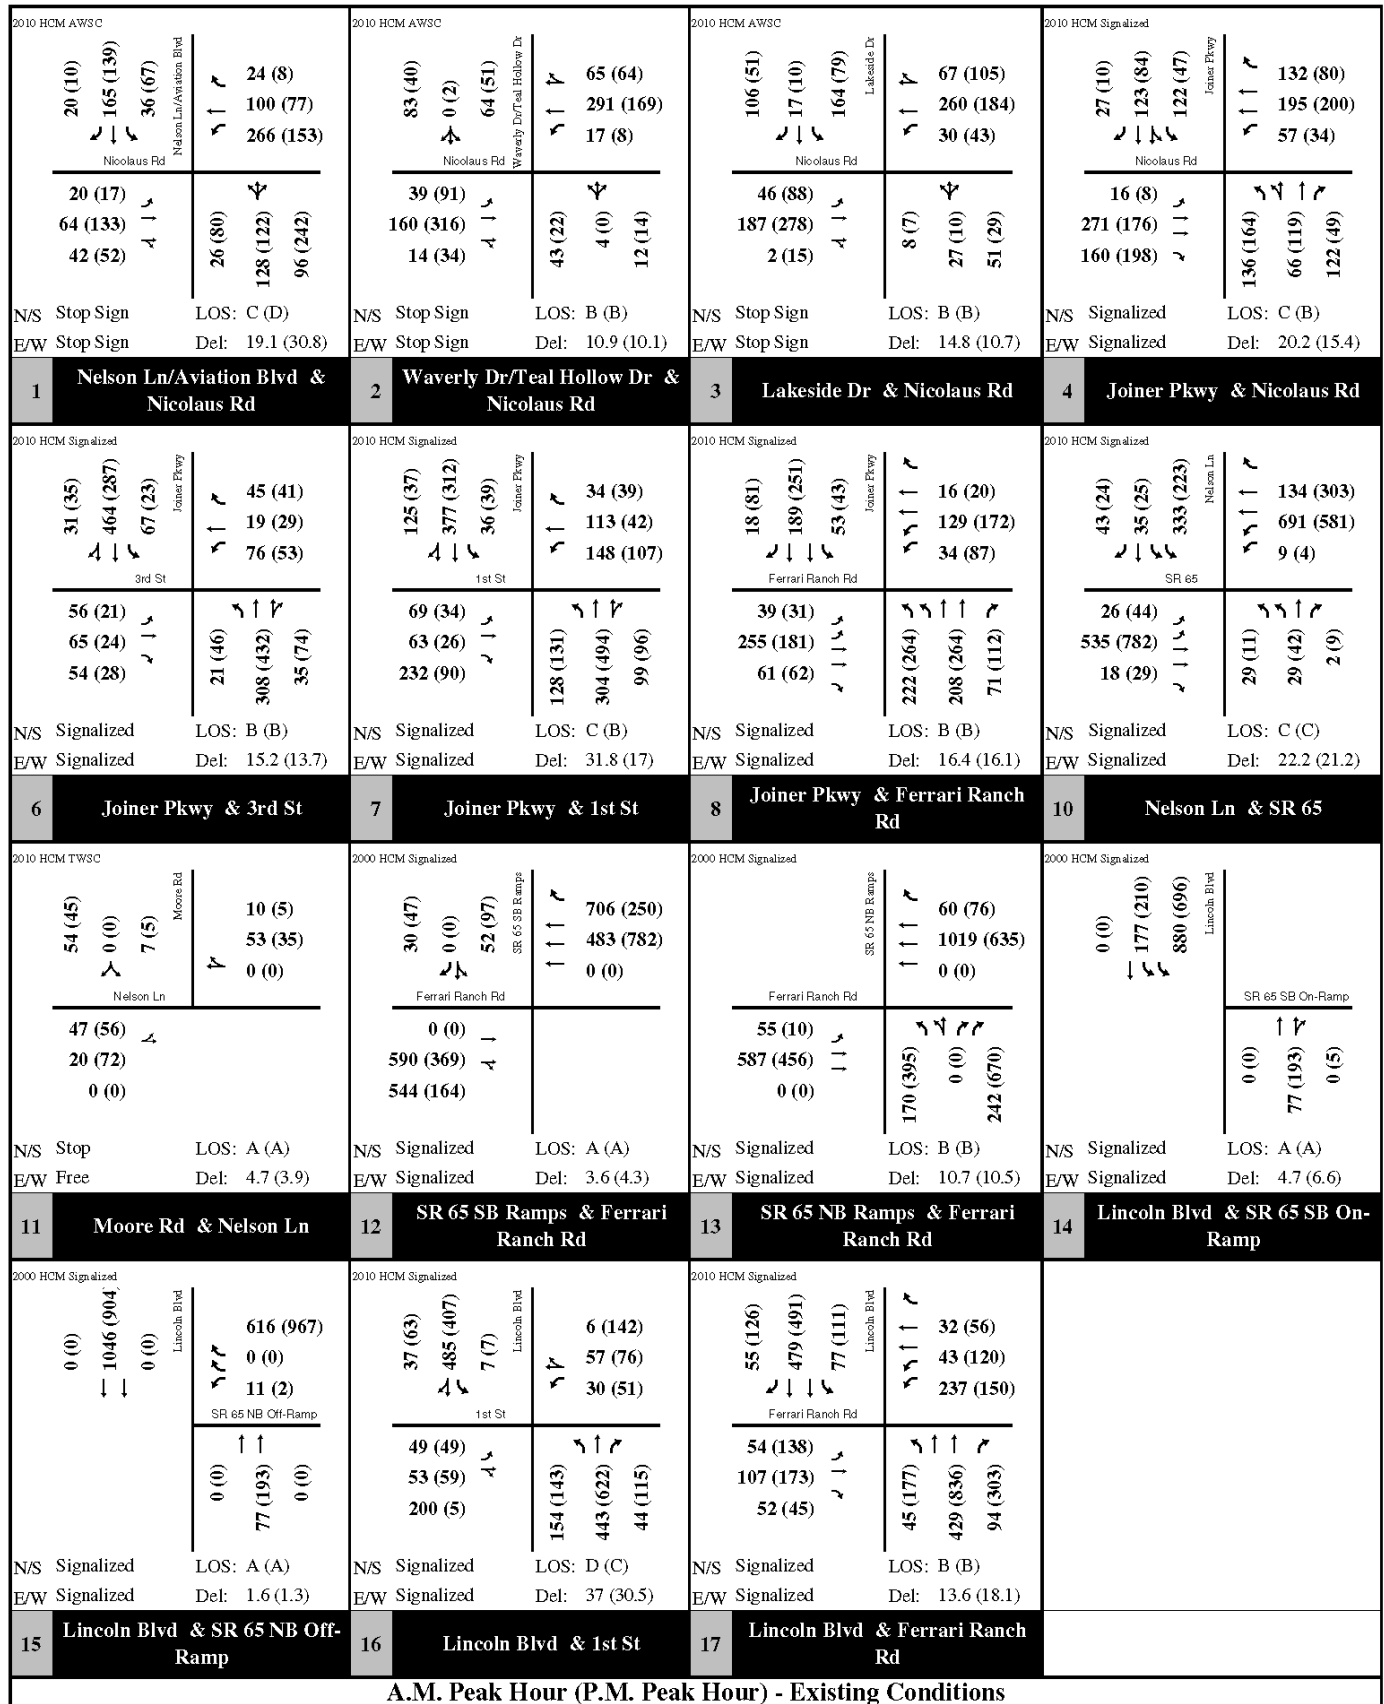 2010 HCM AWSC
20 (10)
165 (139)
36 (67)
Nelson Ln/Aviation Blvd
24 (8)
100 (77)
266 (153)
Nicolaus Rd
20 (17)
64 (133)
42 (52)
26 (80)
128 (122)
96 (242)
N/S Stop Sign LOS: C (D)
E/W Stop Sign Del: 19.1 (30.8)
1 Nelson Ln/Aviation Blvd &
Nicolaus Rd
2010 HCM AWSC
83 (40)
0 (2)
64 (51)
Waverly Dr/Teal Hollow Dr
65 (64)
291 (169)
17 (8)
Nicolaus Rd
39 (91)
160 (316)
14 (34)
43 (22)
4 (0)
12 (14)
N/S Stop Sign LOS: B (B)
E/W Stop Sign Del: 10.9 (10.1)
2 Waverly Dr/Teal Hollow Dr &
Nicolaus Rd
2010 HCM AWSC
106 (51)
17 (10)
164 (79)
Lakeside Dr
67 (105)
260 (184)
30 (43)
Nicolaus Rd
46 (88)
187 (278)
2 (15)
8 (7)
27 (10)
51 (29)
N/S Stop Sign LOS: B (B)
E/W Stop Sign Del: 14.8 (10.7)
3 Lakeside Dr & Nicolaus Rd
2010 HCM Signalized
27 (10)
123 (84)
122 (47)
Joiner Pkwy
132 (80)
195 (200)
57 (34)
Nicolaus Rd
16 (8)
271 (176)
160 (198)
136 (164)
66 (119)
122 (49)
N/S Signalized LOS: C (B)
E/W Signalized Del: 20.2 (15.4)
4 Joiner Pkwy & Nicolaus Rd
2010 HCM Signalized
31 (35)
464 (287)
67 (23)
Joiner Pkwy
45 (41)
19 (29)
76 (53)
3rd St
56 (21)
65 (24)
54 (28)
21 (46)
308 (432)
35 (74)
N/S Signalized LOS: B (B)
E/W Signalized Del: 15.2 (13.7)
6 Joiner Pkwy & 3rd St
2010 HCM Signalized
125 (37)
377 (312)
36 (39)
Joiner Pkwy
34 (39)
113 (42)
148 (107)
1st St
69 (34)
63 (26)
232 (90)
128 (131)
304 (494)
99 (96)
N/S Signalized LOS: C (B)
E/W Signalized Del: 31.8 (17)
7 Joiner Pkwy & 1st St
2010 HCM Signalized
18 (81)
189 (251)
53 (43)
Joiner Pkwy
16 (20)
129 (172)
34 (87)
Ferrari Ranch Rd
39 (31)
255 (181)
61 (62)
222 (264)
208 (264)
71 (112)
N/S Signalized LOS: B (B)
E/W Signalized Del: 16.4 (16.1)
8 Joiner Pkwy & Ferrari Ranch
Rd
2010 HCM Signalized
43 (24)
35 (25)
333 (223)
Nelson Ln
134 (303)
691 (581)
9 (4)
SR 65
26 (44)
535 (782)
18 (29)
29 (11)
29 (42)
2 (9)
N/S Signalized LOS: C (C)
E/W Signalized Del: 22.2 (21.2)
10 Nelson Ln & SR 65
2010 HCM TWSC
54 (45)
0 (0)
7 (5)
Moore Rd
10 (5)
53 (35)
0 (0)
Nelson Ln
47 (56)
20 (72)
0 (0)
N/S Stop LOS: A (A)
E/W Free Del: 4.7 (3.9)
11 Moore Rd & Nelson Ln
2000 HCM Signalized
30 (47)
0 (0)
52 (97)
SR 65 SB Ramps
706 (250)
483 (782)
0 (0)
Ferrari Ranch Rd
0 (0)
590 (369)
544 (164)
N/S Signalized LOS: A (A)
E/W Signalized Del: 3.6 (4.3)
12 SR 65 SB Ramps & Ferrari
Ranch Rd
2000 HCM Signalized
SR 65 NB Ramps
60 (76)
1019 (635)
0 (0)
Ferrari Ranch Rd
55 (10)
587 (456)
0 (0)
170 (395)
0 (0)
242 (670)
N/S Signalized LOS: B (B)
E/W Signalized Del: 10.7 (10.5)
13 SR 65 NB Ramps & Ferrari
Ranch Rd
2000 HCM Signalized
0 (0)
177 (210)
880 (696)
Lincoln Blvd
SR 65 SB On-Ramp
0 (0)
77 (193)
0 (5)
N/S Signalized LOS: A (A)
E/W Signalized Del: 4.7 (6.6)
14 Lincoln Blvd & SR 65 SB On-
Ramp
2000 HCM Signalized
0 (0)
1046 (904)
0 (0)
Lincoln Blvd
616 (967)
0 (0)
11 (2)
SR 65 NB Off-Ramp
0 (0)
77 (193)
0 (0)
N/S Signalized LOS: A (A)
E/W Signalized Del: 1.6 (1.3)
15 Lincoln Blvd & SR 65 NB Off-
Ramp
2010 HCM Signalized
37 (63)
485 (407)
7 (7)
Lincoln Blvd
6 (142)
57 (76)
30 (51)
1st St
49 (49)
53 (59)
200 (5)
154 (143)
443 (622)
44 (115)
N/S Signalized LOS: D (C)
E/W Signalized Del: 37 (30.5)
16 Lincoln Blvd & 1st St
2010 HCM Signalized
55 (126)
479 (491)
77 (111)
Lincoln Blvd
32 (56)
43 (120)
237 (150)
Ferrari Ranch Rd
54 (138)
107 (173)
52 (45)
45 (177)
429 (836)
94 (303)
N/S Signalized LOS: B (B)
E/W Signalized Del: 13.6 (18.1)
17 Lincoln Blvd & Ferrari Ranch
Rd
A.M. Peak Hour (P.M. Peak Hour) - Existing Conditions